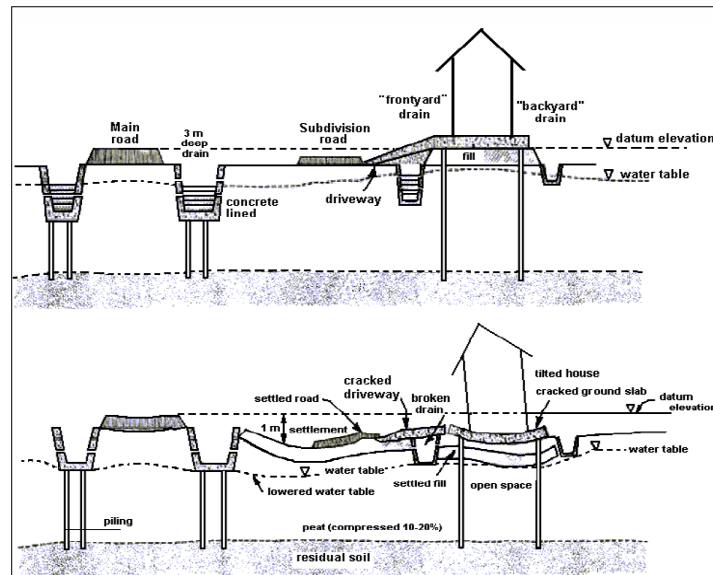 "frontyard"
drain
"backyard"
drain
Main
road
3 m
deep
drain
Subdivision
road
datum elevation
fill
water table
driveway
concrete
lined
tilted house
cracked ground slab
settled road
cracked
driveway
broken
drain
datum
elevation
1 m
settlement
water table
water table
lowered water table
settled fill
open space
piling
peat (compressed 10-20%)
residual soil